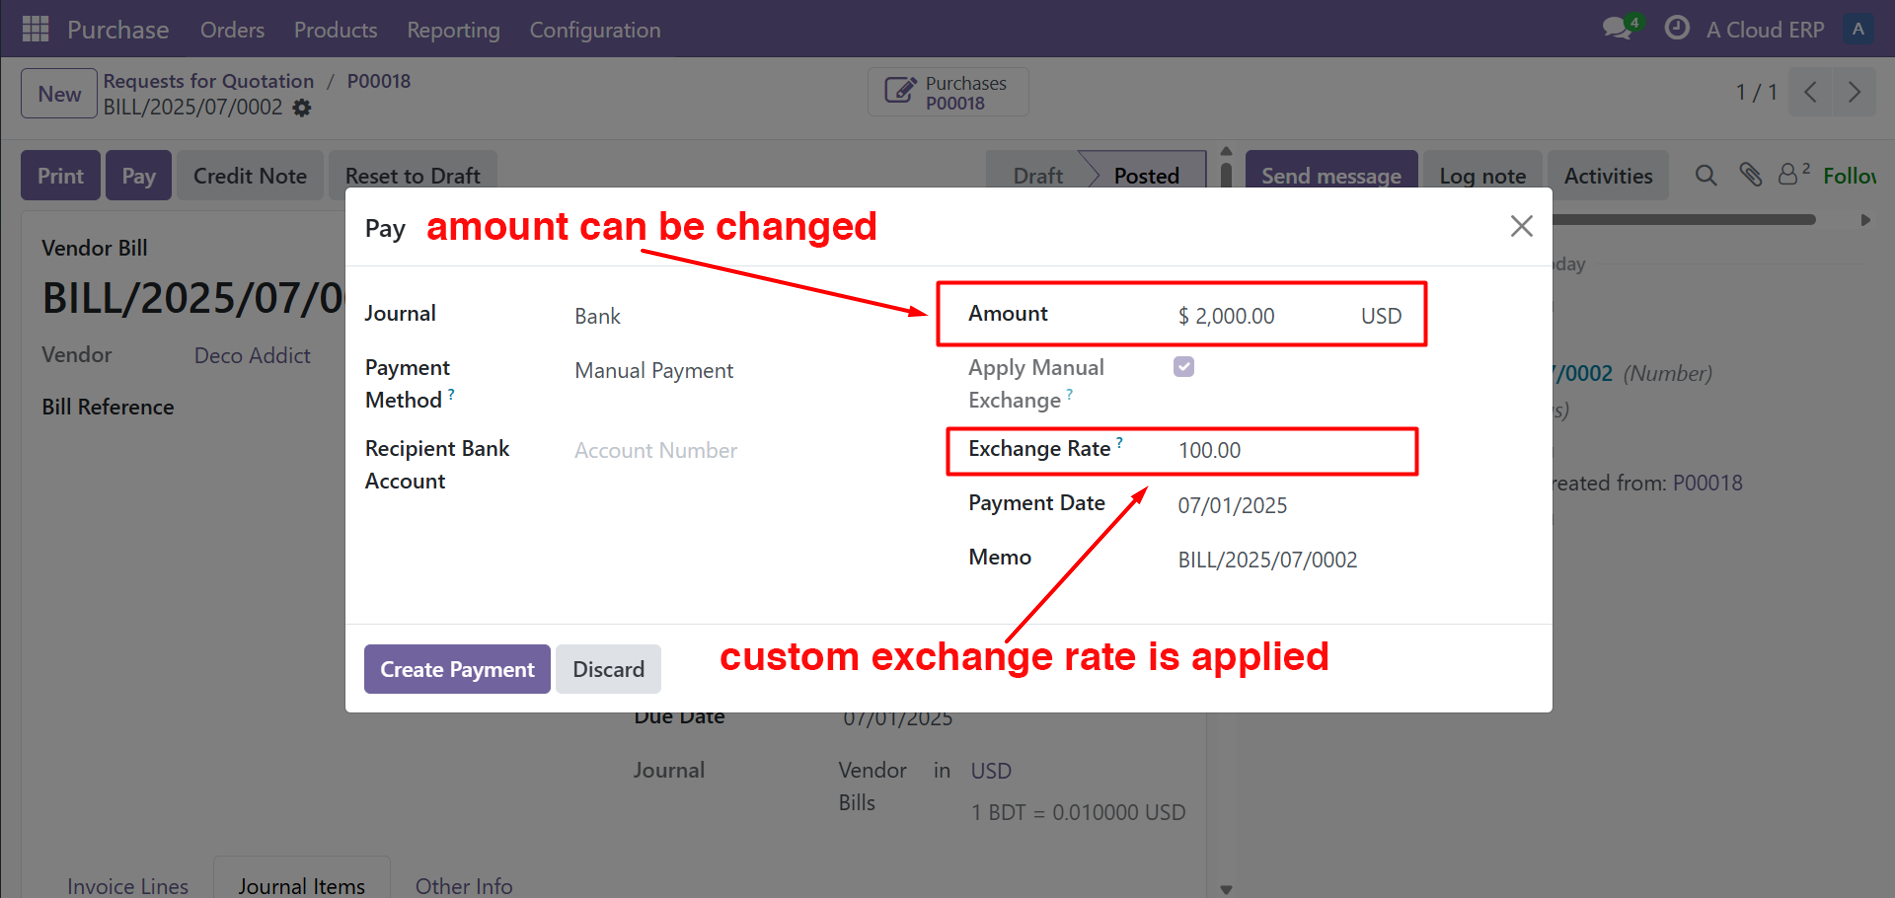 Purchase Orders Products Reporting Configuration 4 A Cloud ERP A
New Requests for Quotation / P00018
BILL/2025/07/0002
Purchases
P00018
1 / 1
Print Pay Credit Note Reset to Draft Draft Posted Send message Log note Activities 2 Follow
Pay amount can be changed
Vendor Bill
BILL/2025/07/0
Vendor Deco Addict
Bill Reference
Journal Bank
Payment
Method ? Manual Payment
Recipient Bank
Account Account Number
Amount $ 2,000.00 USD
Apply Manual
Exchange ?
Exchange Rate ? 100.00
Payment Date 07/01/2025
Memo BILL/2025/07/0002
custom exchange rate is applied
Create Payment Discard
oday
7/0002 (Number)
s)
reated from: P00018
Due Date 07/01/2025
Journal Vendor in USD
Bills
1 BDT = 0.010000 USD
Invoice Lines Journal Items Other Info